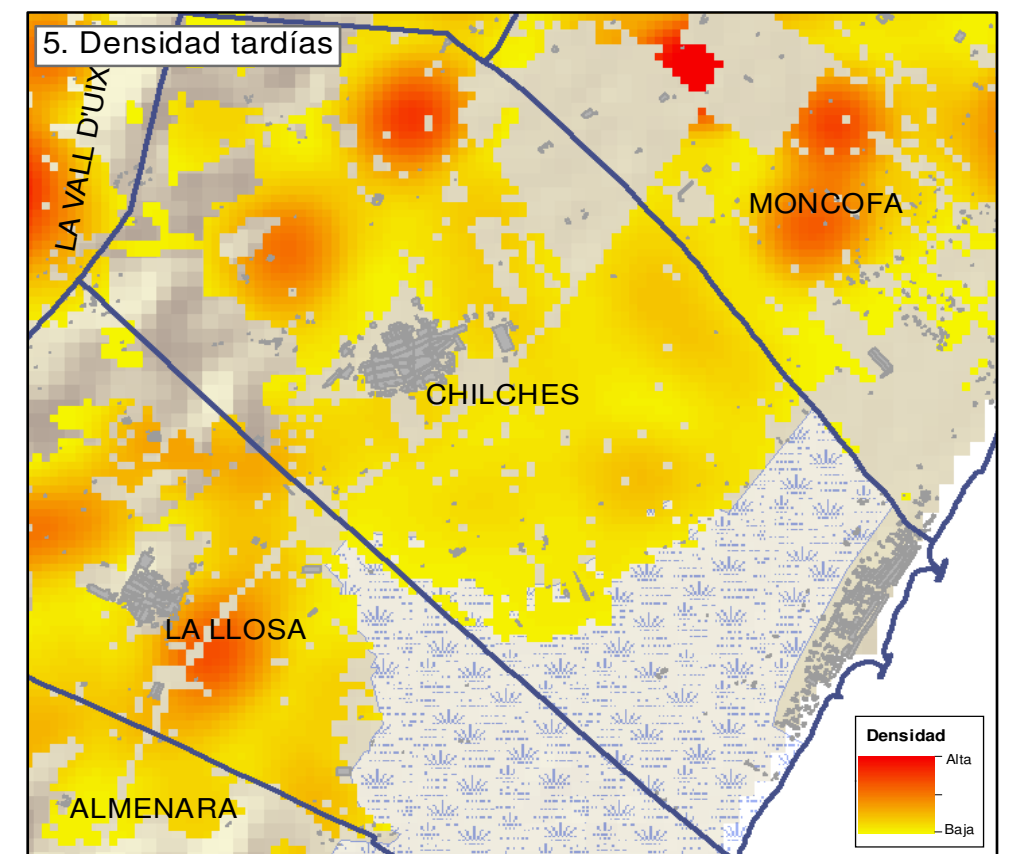 5. Densidad tardías
LA VALL D'UIX
MONCOFA
CHILCHES
LA LLOSA
ALMENARA
Densidad
Alta
Baja